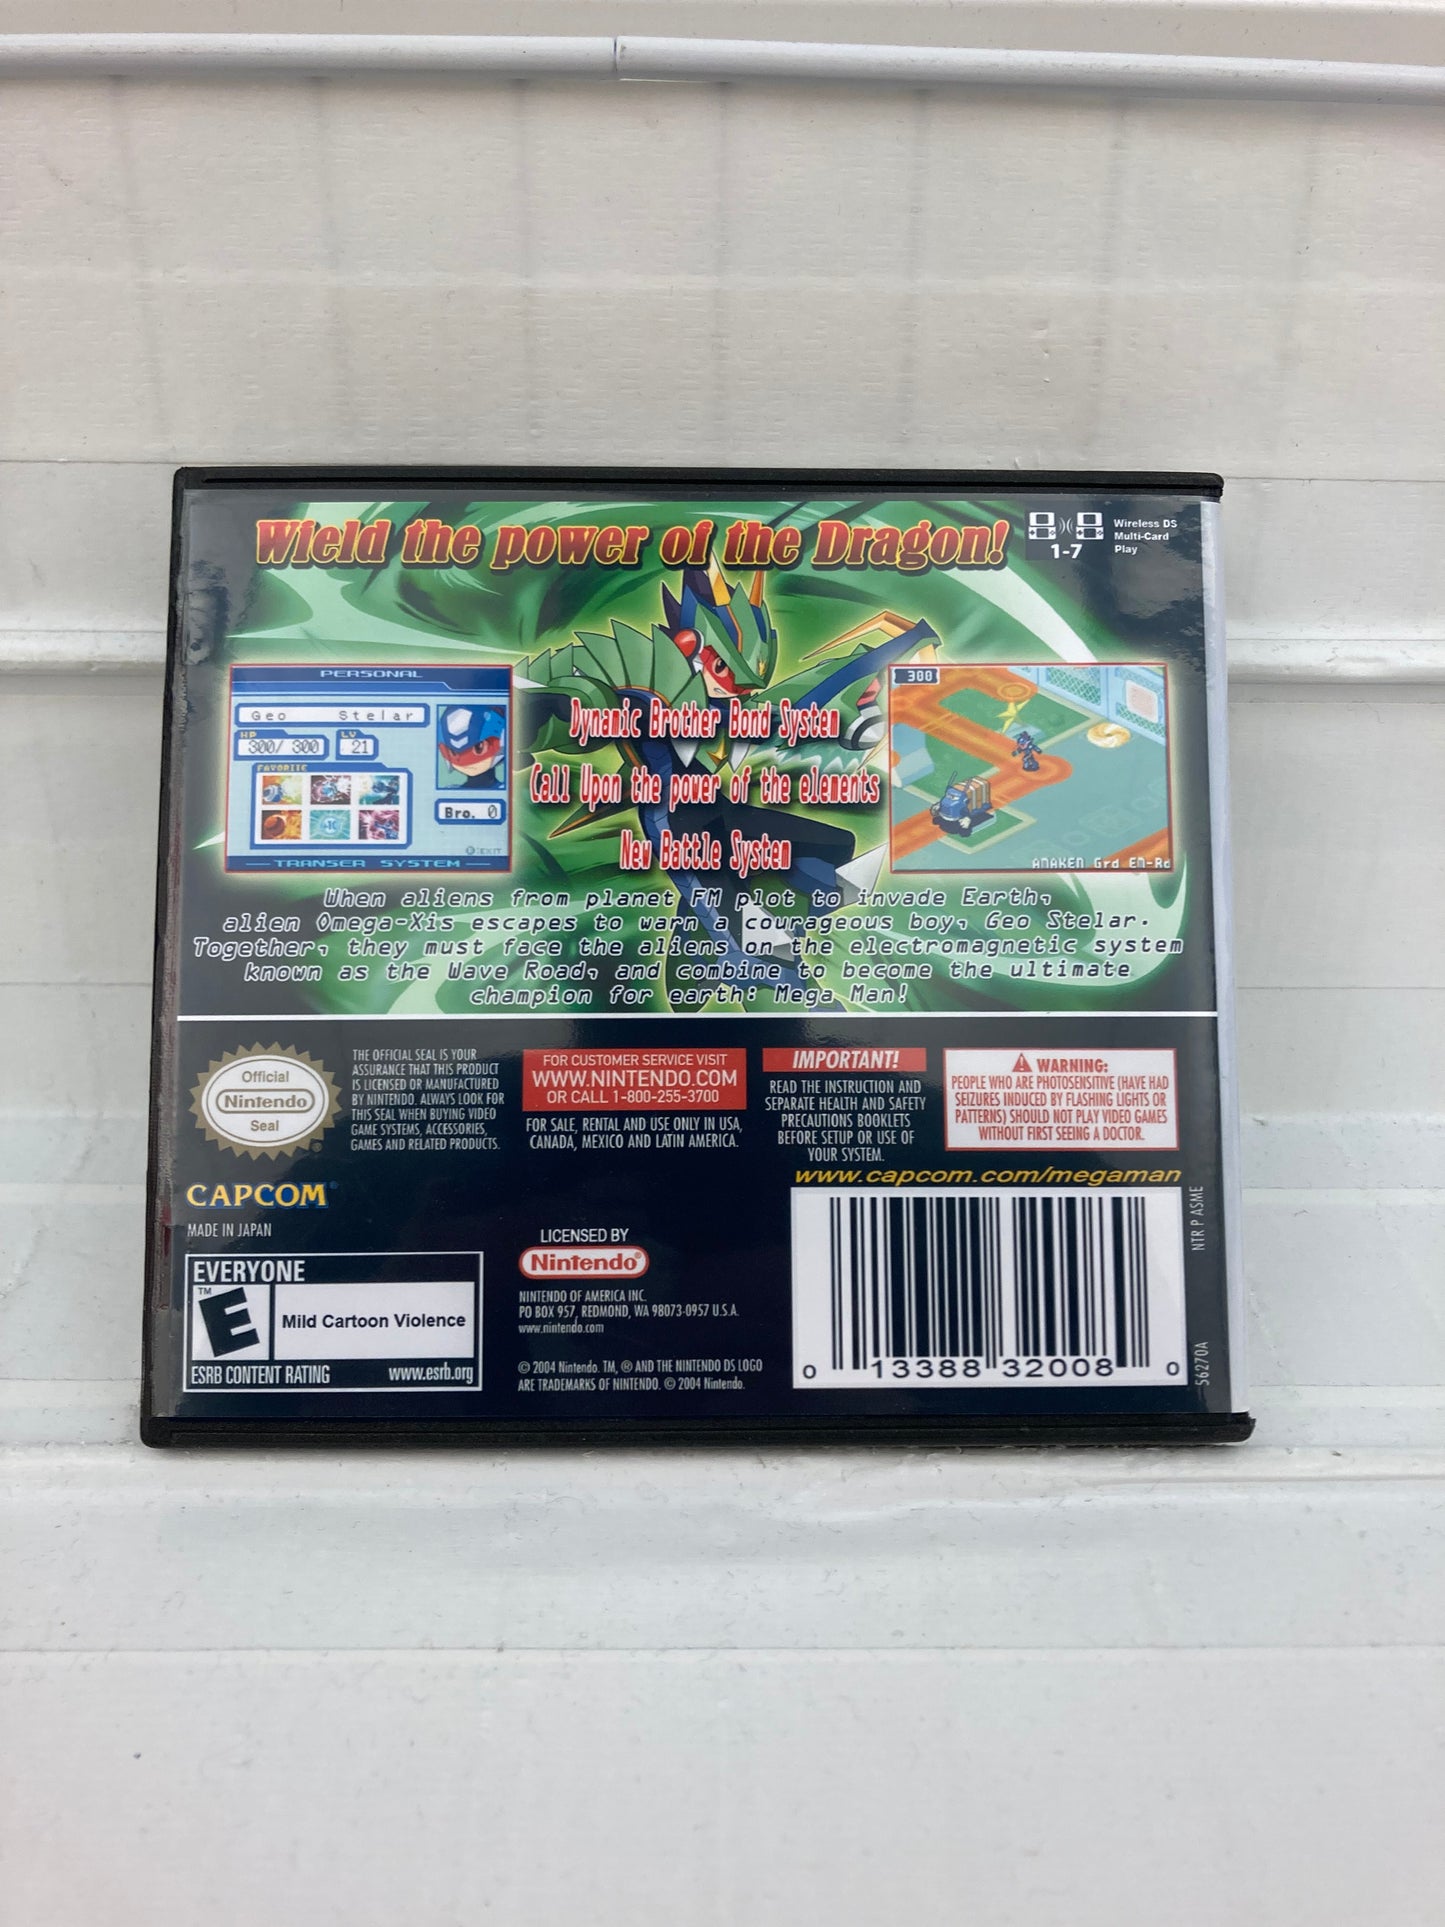 Wield the power of the Dragon!
1-7
Wireless DS
Multi-Card
Play
PERSONAL
Geo Stelar
HP
300/ 300
LV
21
FAVORITE
Bro. 0
EXIT
TRANSER SYSTEM
Dynamic Brother Bond System
Call Upon the power of the elements
New Battle System
300
AMAKEN Grd EM-Rd
When aliens from planet FM plot to invade Earth,
alien Omega-Xis escapes to warn a courageous boy, Geo Stelar.
Together, they must face the aliens on the electromagnetic system
known as the Wave Road, and combine to become the ultimate
champion for earth: Mega Man!
Official
Nintendo
Seal
THE OFFICIAL SEAL IS YOUR
ASSURANCE THAT THIS PRODUCT
IS LICENSED OR MANUFACTURED
BY NINTENDO. ALWAYS LOOK FOR
THIS SEAL WHEN BUYING VIDEO
GAME SYSTEMS, ACCESSORIES,
GAMES AND RELATED PRODUCTS.
FOR CUSTOMER SERVICE VISIT
WWW.NINTENDO.COM
OR CALL 1-800-255-3700
FOR SALE, RENTAL AND USE ONLY IN USA,
CANADA, MEXICO AND LATIN AMERICA.
IMPORTANT!
READ THE INSTRUCTION AND
SEPARATE HEALTH AND SAFETY
PRECAUTIONS BOOKLETS
BEFORE SETUP OR USE OF
YOUR SYSTEM.
WARNING:
PEOPLE WHO ARE PHOTOSENSITIVE (HAVE HAD
SEIZURES INDUCED BY FLASHING LIGHTS OR
PATTERNS) SHOULD NOT PLAY VIDEO GAMES
WITHOUT FIRST SEEING A DOCTOR.
www.capcom.com/megaman
CAPCOM®
MADE IN JAPAN
EVERYONE
TM
E
Mild Cartoon Violence
ESRB CONTENT RATING www.esrb.org
LICENSED BY
Nintendo®
NINTENDO OF AMERICA INC.
PO BOX 957, REDMOND, WA 98073-0957 U.S.A.
www.nintendo.com
© 2004 Nintendo. TM, ® AND THE NINTENDO DS LOGO
ARE TRADEMARKS OF NINTENDO. © 2004 Nintendo.
0 13388 32008 0
NTR P ASME
56270A